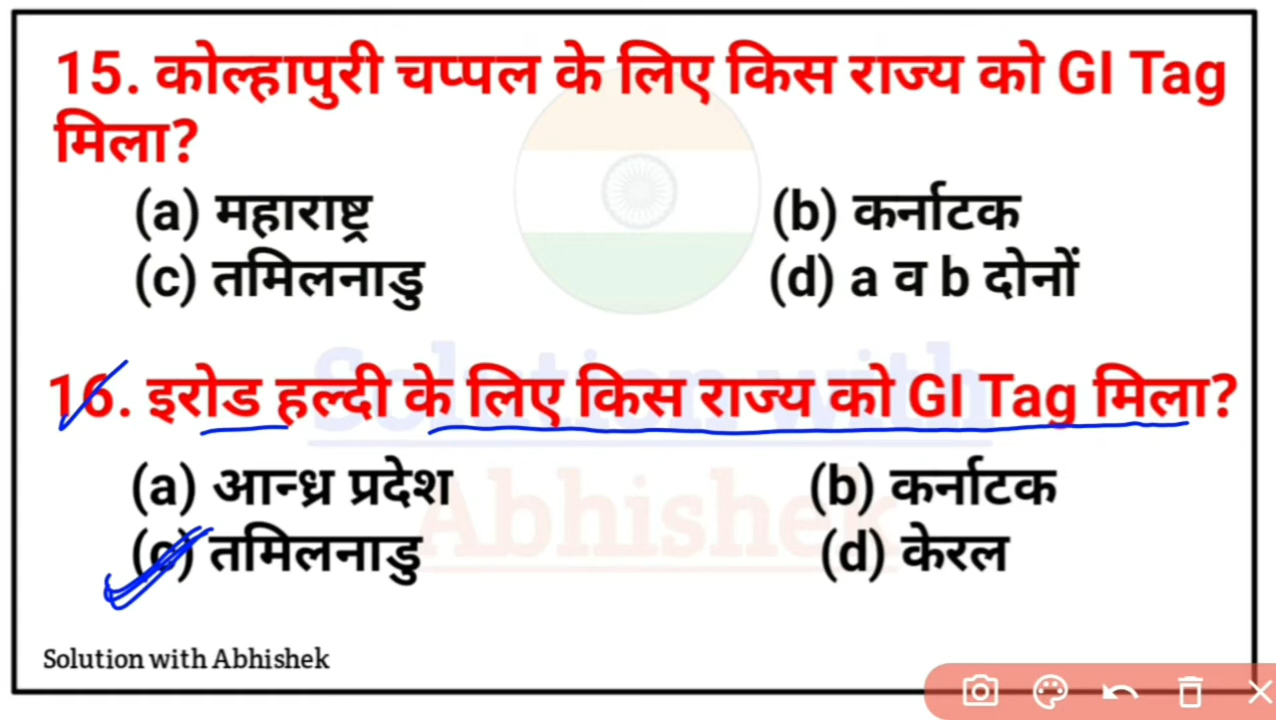 15. कोल्हापुरी चप्पल के लिए किस राज्य को GI Tag
मिला?
(a) महाराष्ट्र (b) कर्नाटक
(c) तमिलनाडु (d) a व b दोनों
Solution with
16. इरोड हल्दी के लिए किस राज्य को GI Tag मिला?
Abhishek
(a) आन्ध्र प्रदेश (b) कर्नाटक
(c) तमिलनाडु (d) केरल
Solution with Abhishek